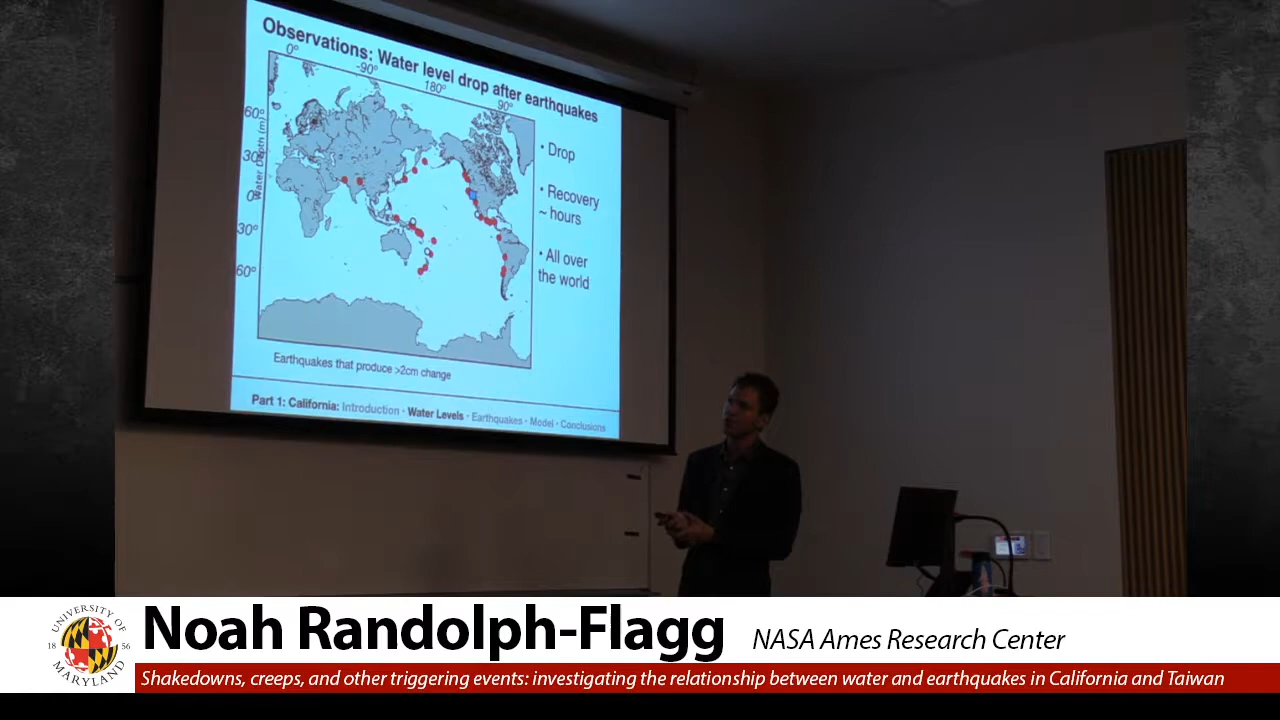 Observations: Water level drop after earthquakes
0°
-90°
180°
90°
60°
30°
0°
30°
60°
Water Depth (m)
• Drop
• Recovery
~ hours
• All over
the world
Earthquakes that produce >2cm change
Part 1: California: Introduction · Water Levels · Earthquakes · Model · Conclusions
UNIVERSITY OF
18 56
MARYLAND
Noah Randolph-Flagg NASA Ames Research Center
Shakedowns, creeps, and other triggering events: investigating the relationship between water and earthquakes in California and Taiwan